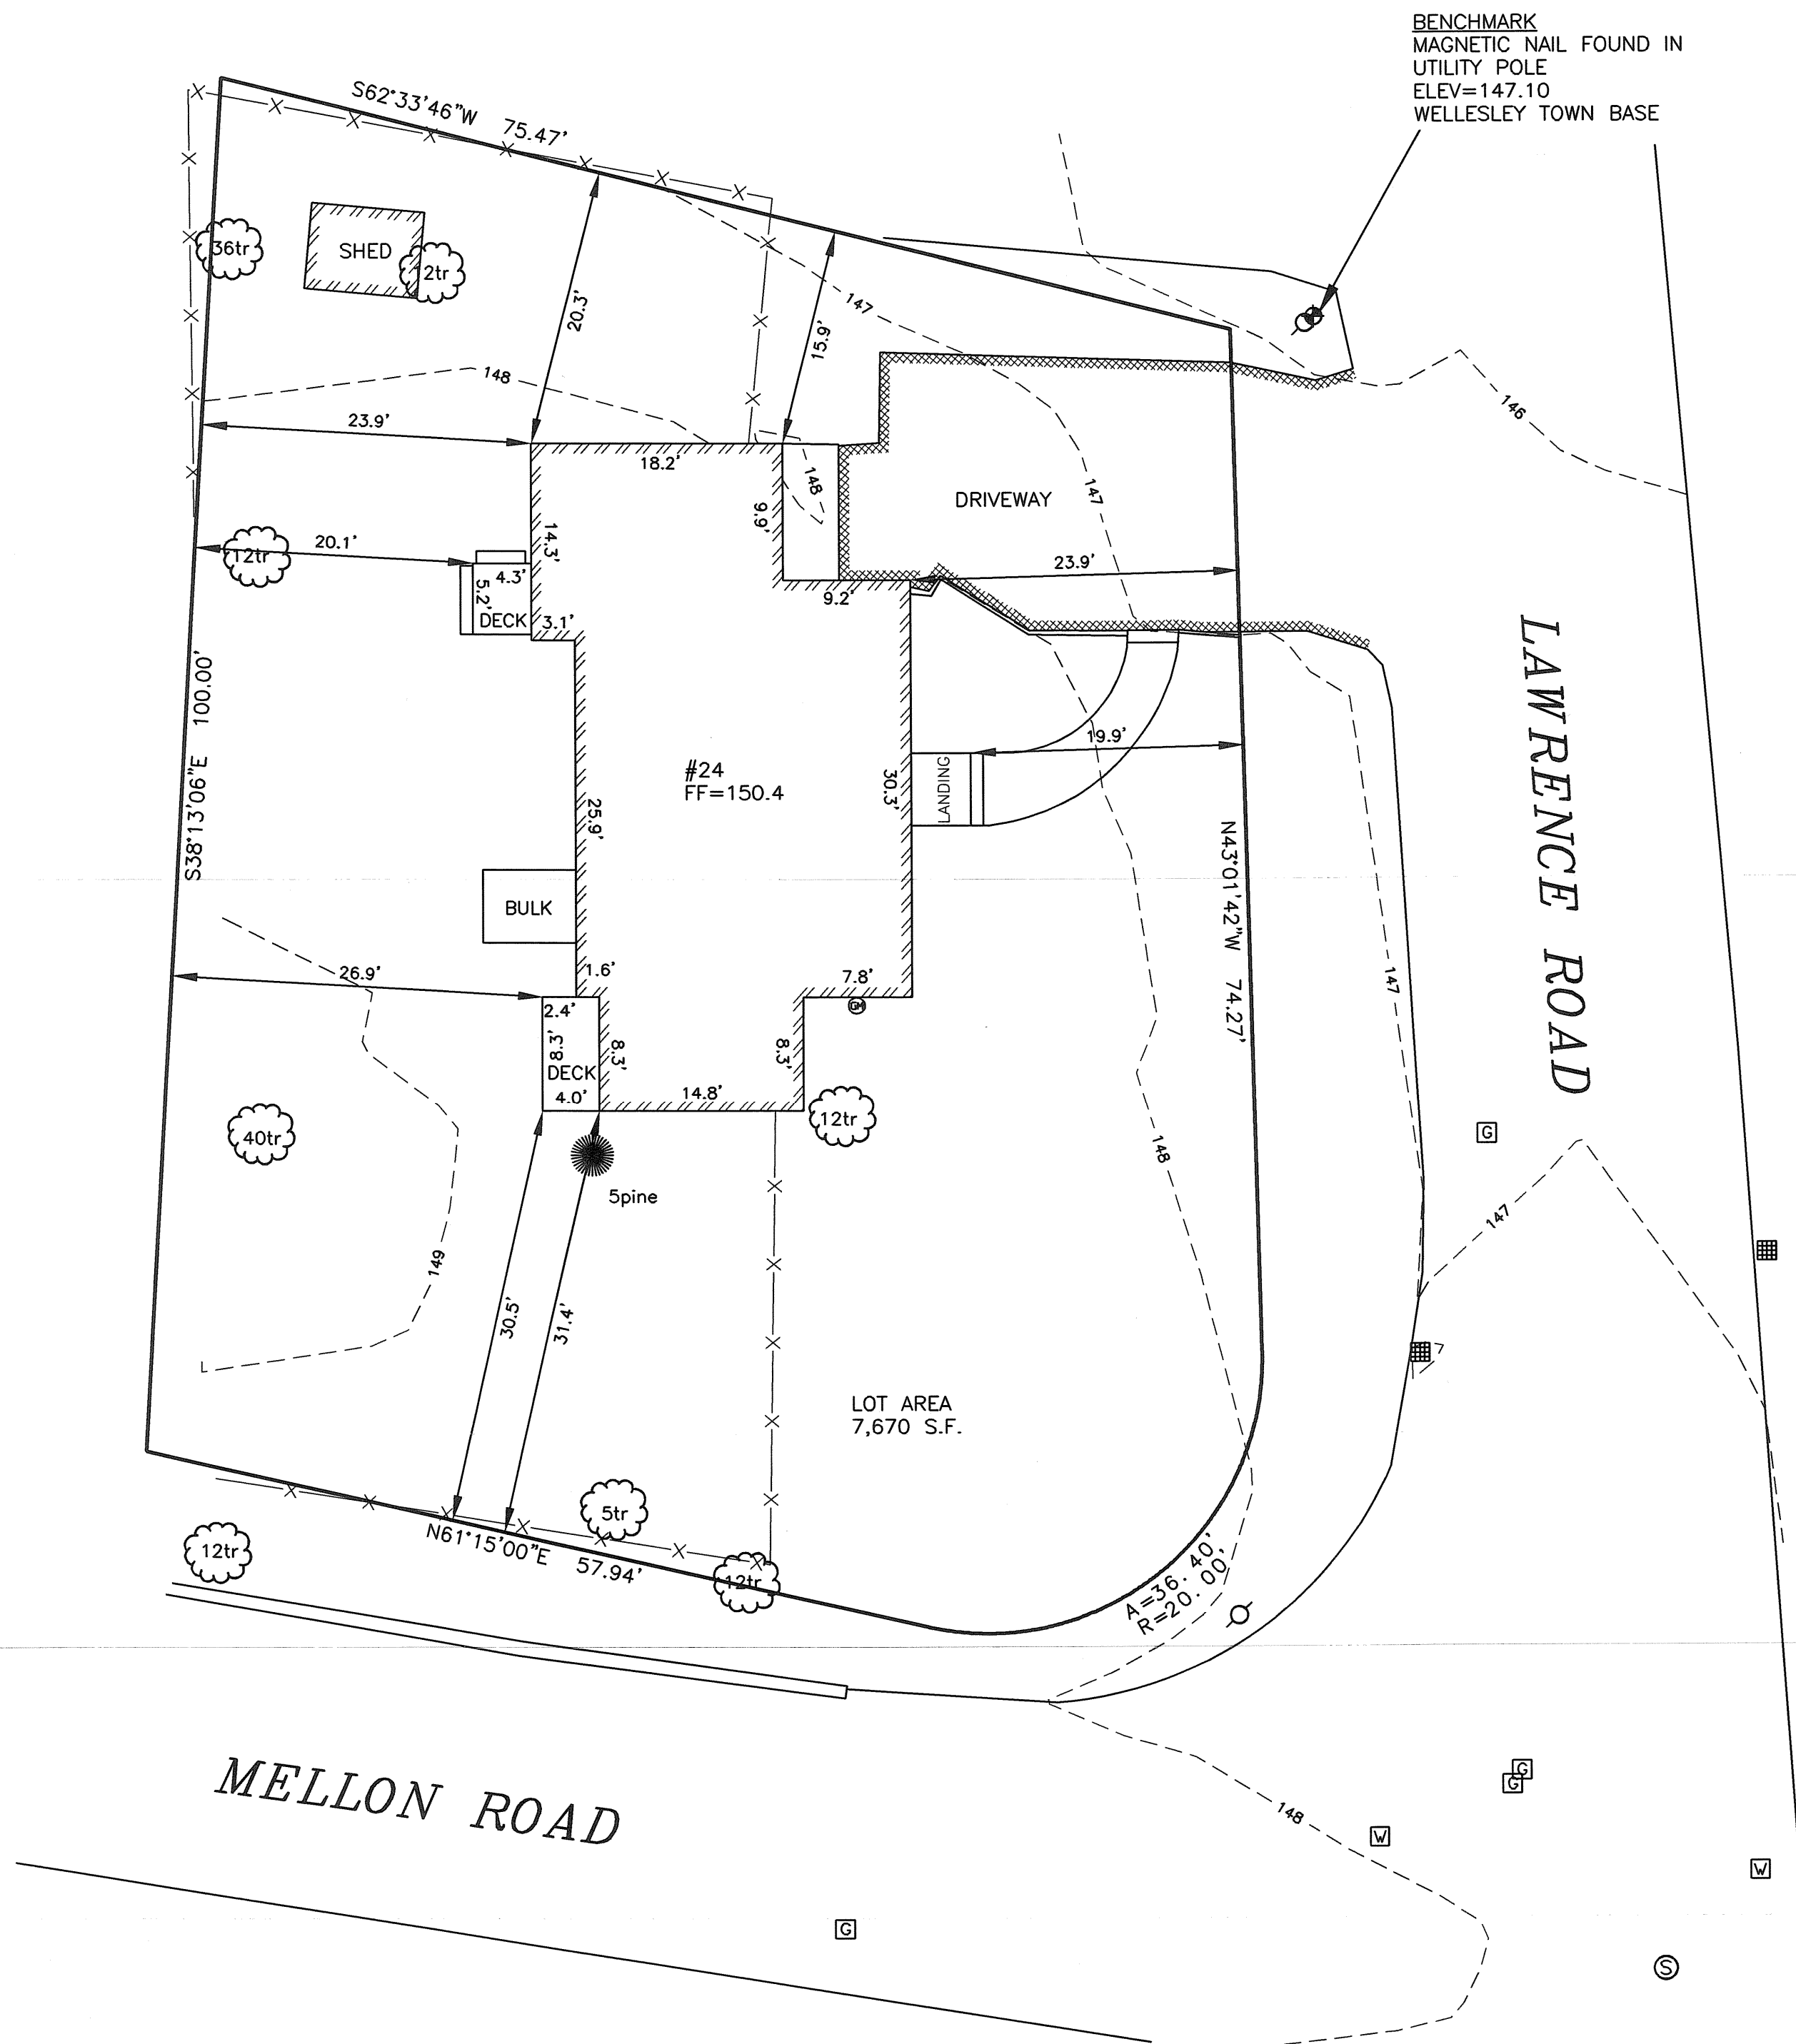 BENCHMARK
MAGNETIC NAIL FOUND IN
UTILITY POLE
ELEV=147.10
WELLESLEY TOWN BASE
S62°33'46"W 75.47'
36tr
SHED
2tr
20.3'
15.9'
147
148
146
23.9'
18.2'
148
9.9'
DRIVEWAY
147
14.3'
12tr
20.1'
4.3'
5.2'
DECK
3.1'
9.2'
23.9'
S38°13'06"E 100.00'
19.9'
LANDING
#24
FF=150.4
30.3'
25.9'
LAWRENCE ROAD
N43°01'42"W 74.27'
BULK
147
26.9'
1.6'
7.8'
GM
2.4'
8.3'
DECK
4.0'
8.3'
8.3'
14.8'
12tr
40tr
5pine
148
G
147
149
30.5'
31.4'
7
LOT AREA
7,670 S.F.
5tr
12tr
N61°15'00"E 57.94'
12tr
A=36.40'
R=20.00'
MELLON ROAD
148
G
G
W
W
G
S